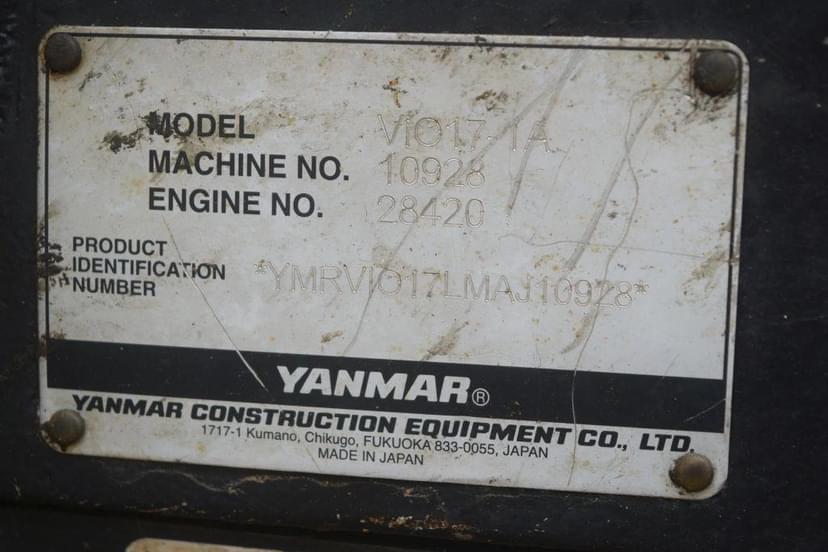 MODEL VIO17-1A
MACHINE NO. 10928
ENGINE NO. 28420
PRODUCT
IDENTIFICATION
NUMBER
*YMRVIO17LMAJ10928*
YANMAR®
YANMAR CONSTRUCTION EQUIPMENT CO., LTD.
1717-1 Kumano, Chikugo, FUKUOKA 833-0055, JAPAN
MADE IN JAPAN